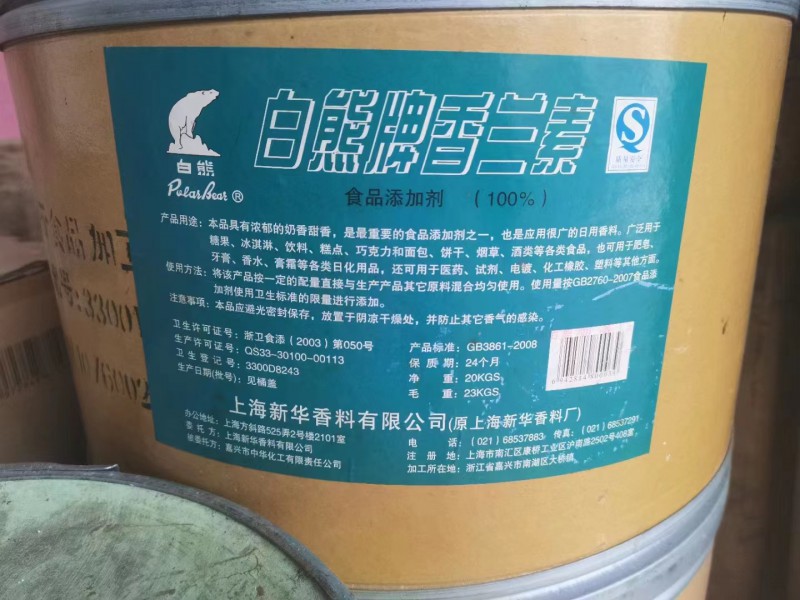 白熊牌香兰素
白熊
PolarBear ®
食品添加剂 (100%)
产品用途:本品具有浓郁的奶香甜香,是最重要的食品添加剂之一,也是应用很广的日用香料。广泛用于
糖果、冰淇淋、饮料、糕点、巧克力和面包、饼干、烟草、酒类等各类食品,也可用于肥皂、
牙膏、香水、膏霜等各类日化用品,还可用于医药、试剂、电镀、化工橡胶、塑料等其他方面。
使用方法:将该产品按一定的配量直接与生产产品其它原料混合均匀使用。使用量按GB2760-2007食品添
加剂使用卫生标准的限量进行添加。
注意事项:本品应避光密封保存,放置于阴凉干燥处,并防止其它香气的感染。
卫生许可证号:浙卫食添(2003)第050号
生产许可证号:QS33-30100-00113
卫生登记号:3300D8243
生产日期(批号):见桶盖
产品标准:GB3861-2008
保质期:24个月
净重:20KGS
毛重:23KGS
上海新华香料有限公司(原上海新华香料厂)
办公地址:上海方斜路525弄2号楼2101室
委托方:上海新华香料有限公司
被委托方:嘉兴市中华化工有限责任公司
电话:(021)68537883 传真:(021)68537291
注册地:上海市南汇区康桥工业区沪南路2502号408室
加工所在地:浙江省嘉兴市南湖区大桥镇
品 加工
号:3300